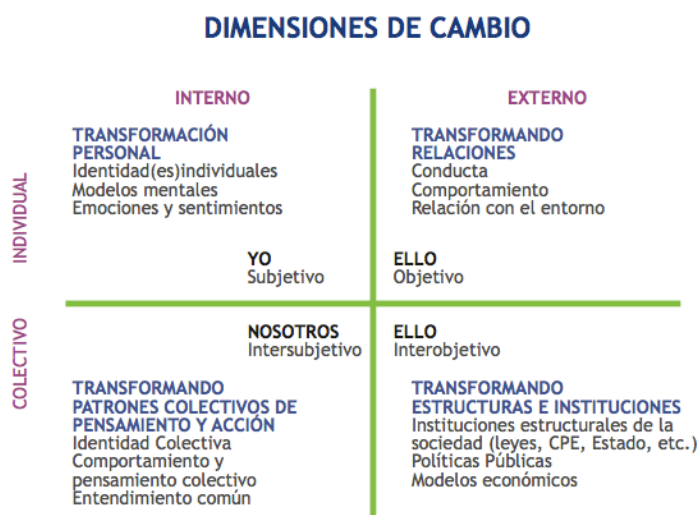 DIMENSIONES DE CAMBIO
INTERNO
EXTERNO
INDIVIDUAL
TRANSFORMACIÓN
PERSONAL
Identidad(es)individuales
Modelos mentales
Emociones y sentimientos
YO
Subjetivo
TRANSFORMANDO
RELACIONES
Conducta
Comportamiento
Relación con el entorno
ELLO
Objetivo
COLECTIVO
NOSOTROS
Intersubjetivo
TRANSFORMANDO
PATRONES COLECTIVOS DE
PENSAMIENTO Y ACCIÓN
Identidad Colectiva
Comportamiento y
pensamiento colectivo
Entendimiento común
ELLO
Interobjetivo
TRANSFORMANDO
ESTRUCTURAS E INSTITUCIONES
Instituciones estructurales de la
sociedad (leyes, CPE, Estado, etc.)
Políticas Públicas
Modelos económicos